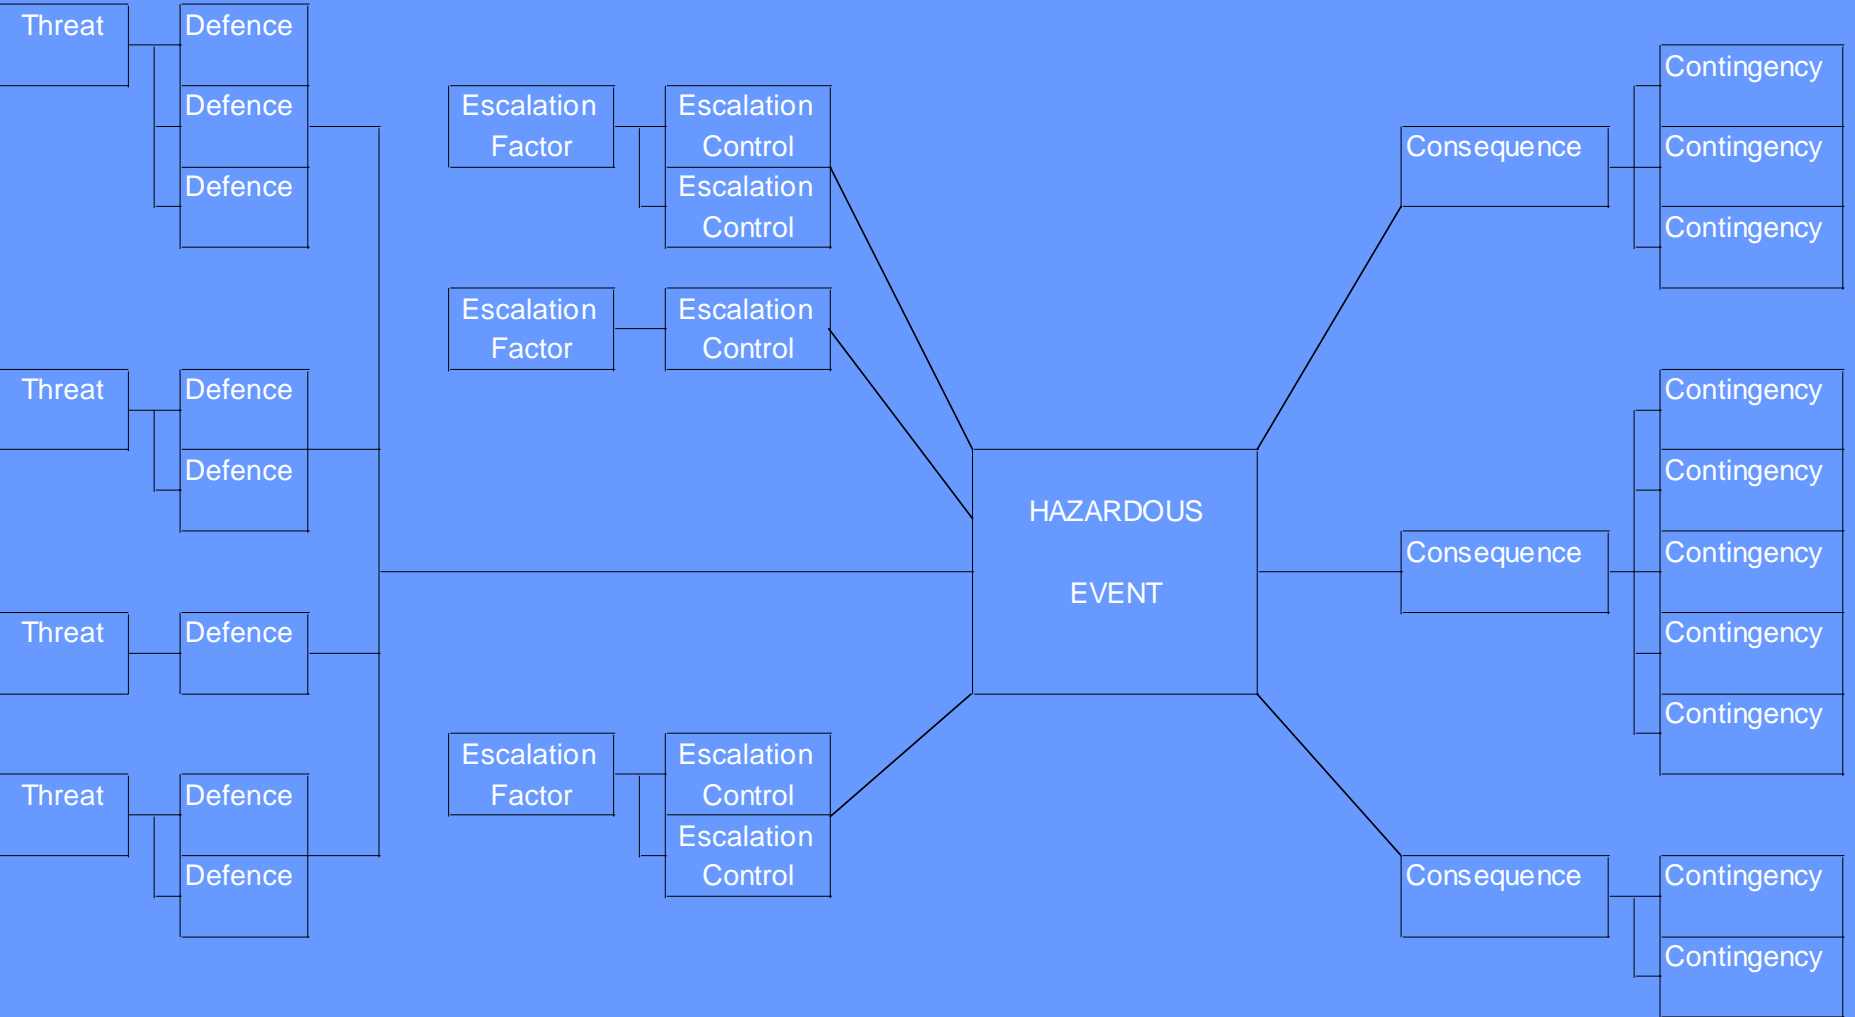 Threat
Defence
Defence
Defence
Threat
Defence
Defence
Threat
Defence
Threat
Defence
Defence
Escalation
Factor
Escalation
Control
Escalation
Control
Escalation
Factor
Escalation
Control
Escalation
Factor
Escalation
Control
Escalation
Control
HAZARDOUS
EVENT
Consequence
Contingency
Contingency
Contingency
Consequence
Contingency
Contingency
Contingency
Contingency
Contingency
Consequence
Contingency
Contingency